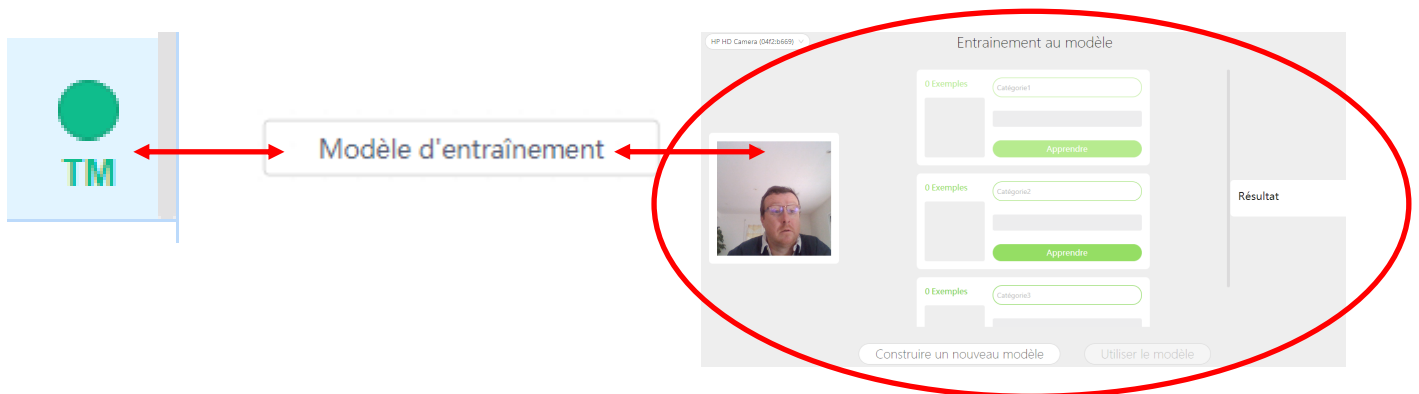 TM
Modèle d'entraînement
HP HD Camera (04f2:b669)
Entrainement au modèle
0 Exemples
Catégorie1
Apprendre
0 Exemples
Catégorie2
Apprendre
0 Exemples
Catégorie3
Résultat
Construire un nouveau modèle
Utiliser le modèle